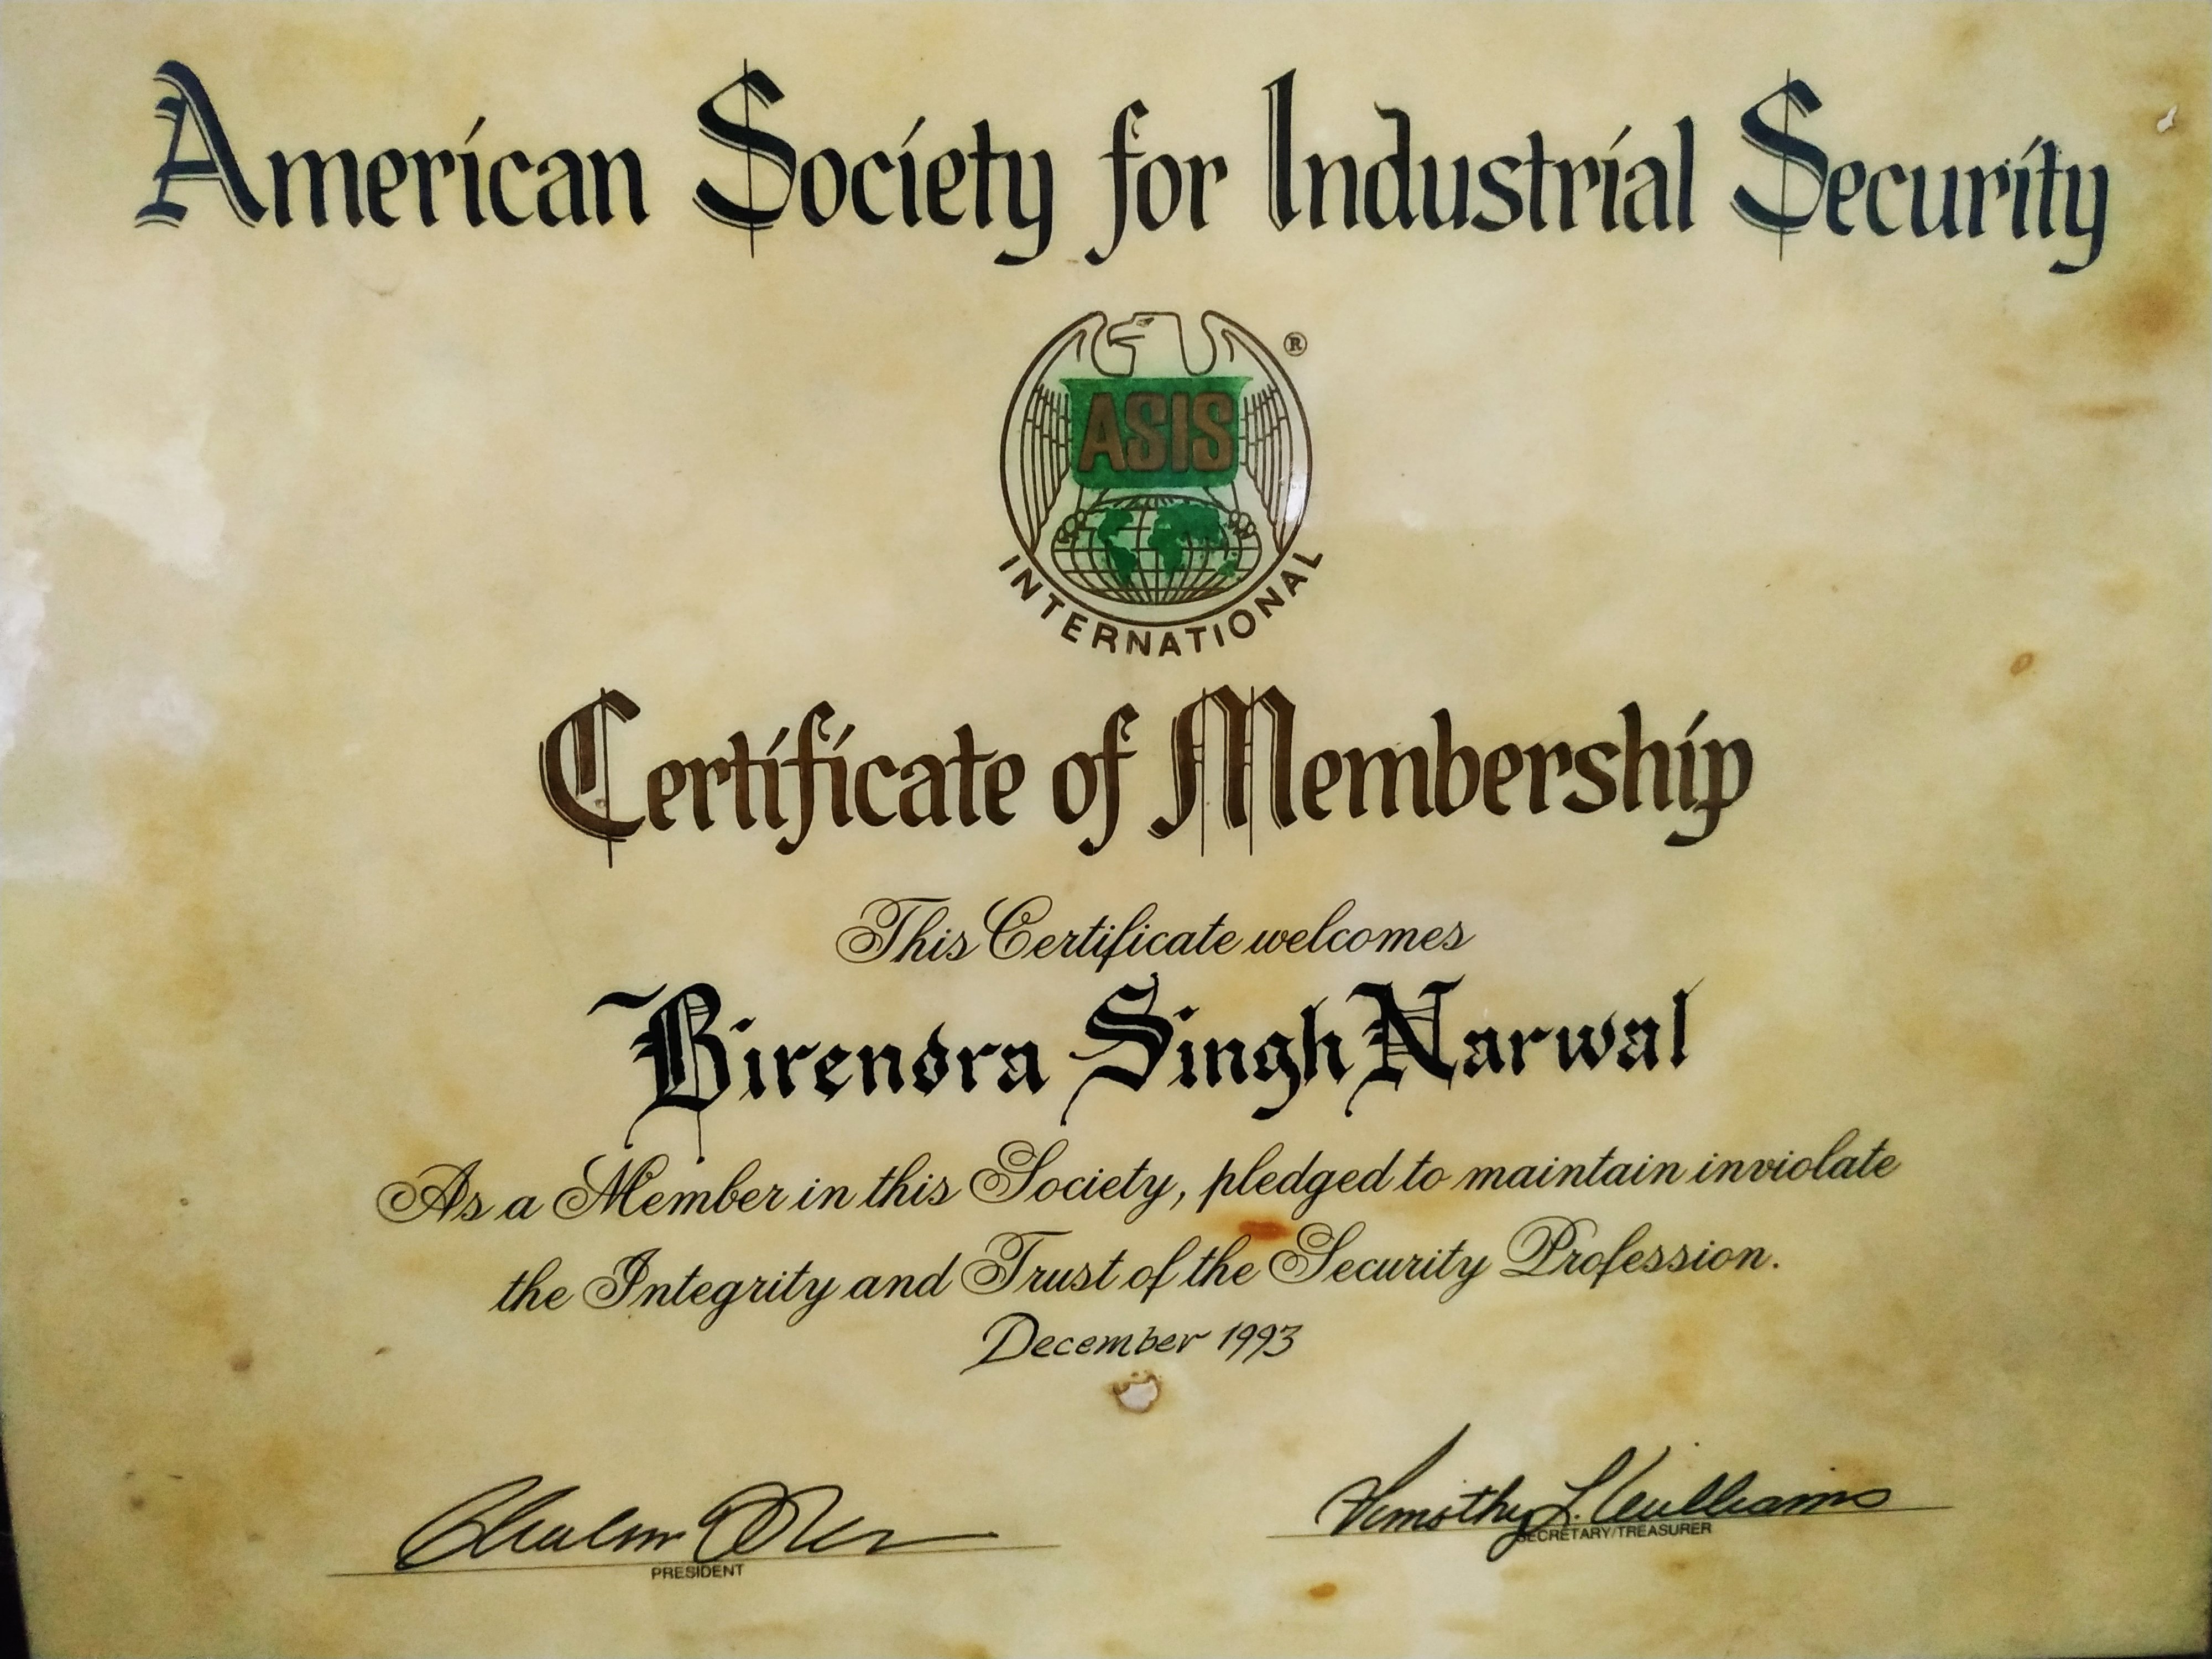 American Society for Industrial Security
ASIS
®
INTERNATIONAL
Certificate of Membership
This Certificate welcomes
Birendra Singh Narwal
As a Member in this Society, pledged to maintain inviolate
the Integrity and Trust of the Security Profession.
December 1993
Timothy L. Williams
PRESIDENT
SECRETARY/TREASURER